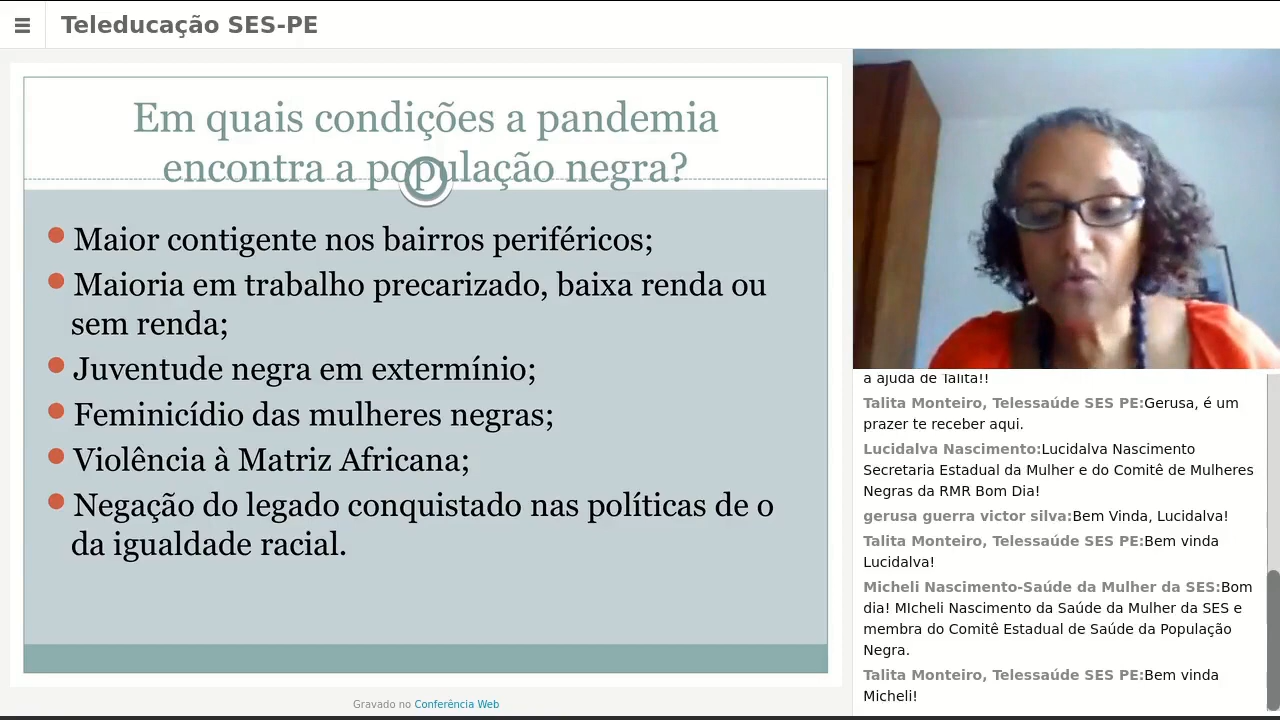 Teleducação SES-PE
Em quais condições a pandemia
encontra a população negra?
Maior contigente nos bairros periféricos;
Maioria em trabalho precarizado, baixa renda ou
sem renda;
Juventude negra em extermínio;
Feminicídio das mulheres negras;
Violência à Matriz Africana;
Negação do legado conquistado nas políticas de o
da igualdade racial.
Gravado no Conferência Web
a ajuda de Talita!!
Talita Monteiro, Telessaúde SES PE:Gerusa, é um
prazer te receber aqui.
Lucidalva Nascimento:Lucidalva Nascimento
Secretaria Estadual da Mulher e do Comitê de Mulheres
Negras da RMR Bom Dia!
gerusa guerra victor silva:Bem Vinda, Lucidalva!
Talita Monteiro, Telessaúde SES PE:Bem vinda
Lucidalva!
Micheli Nascimento-Saúde da Mulher da SES:Bom
dia! MIcheli Nascimento da Saúde da Mulher da SES e
membra do Comitê Estadual de Saúde da População
Negra.
Talita Monteiro, Telessaúde SES PE:Bem vinda
Micheli!